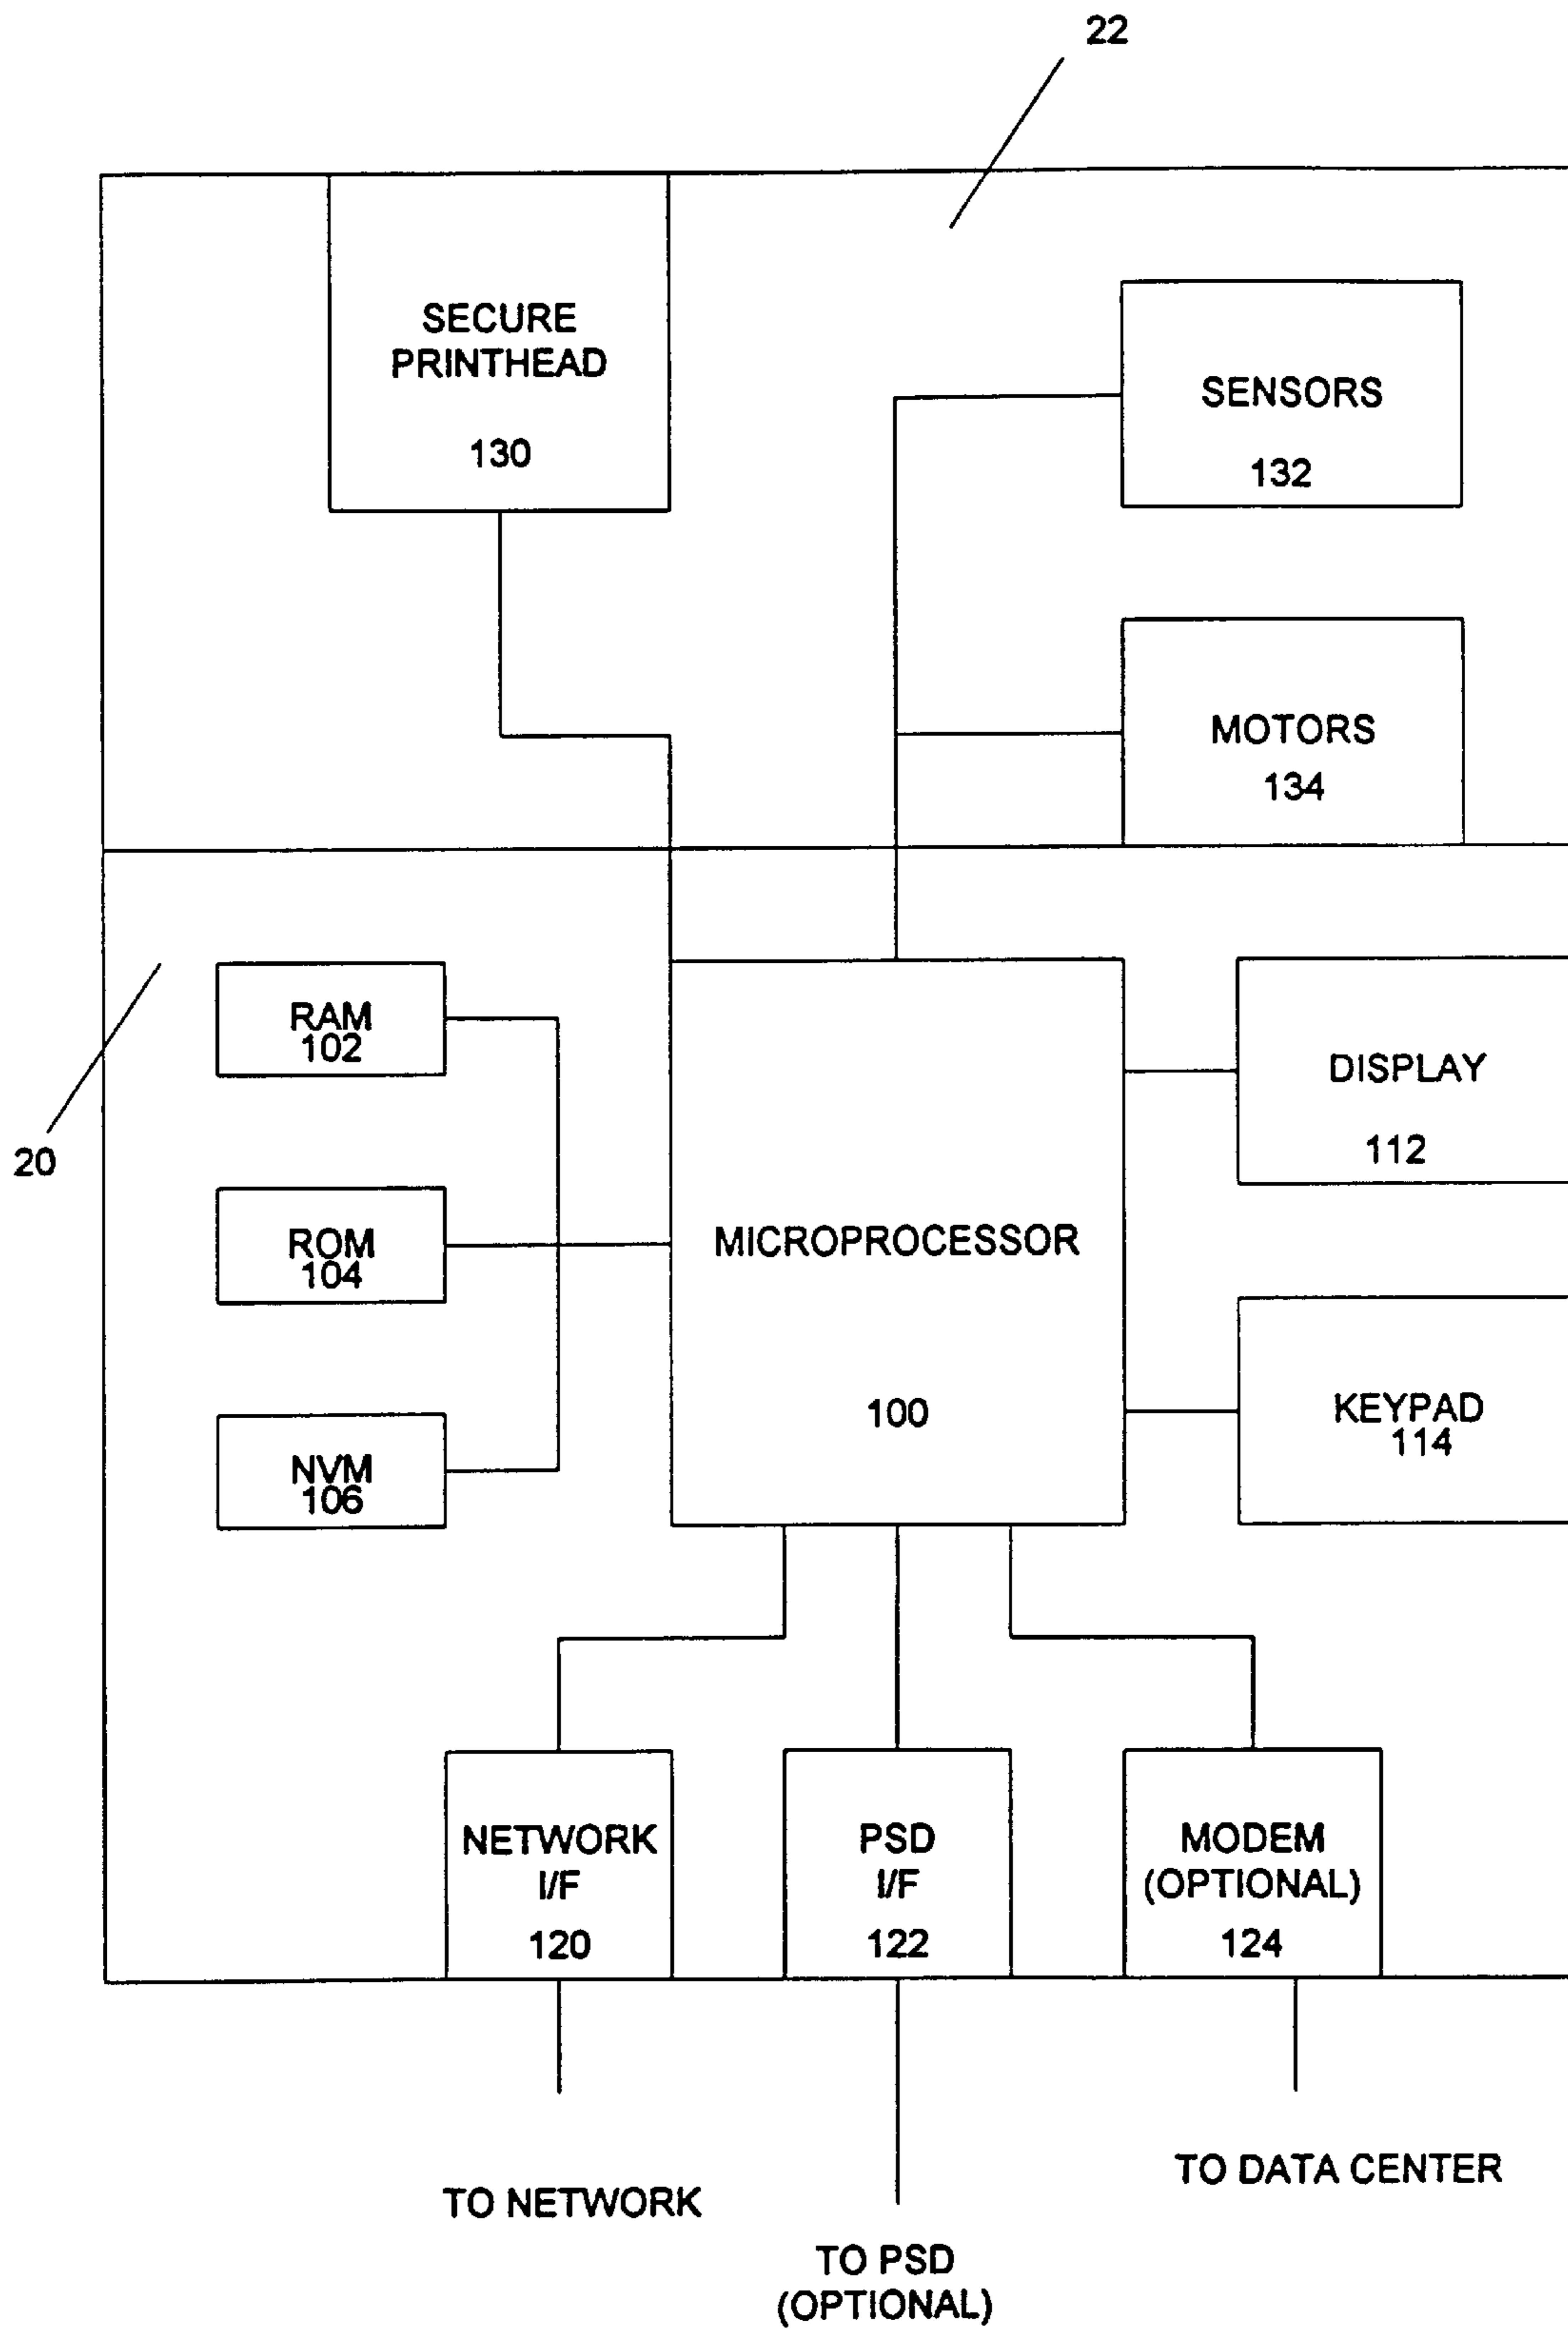 22
SECURE
PRINTHEAD
130
SENSORS
132
MOTORS
134
20
RAM
102
ROM
104
NVM
106
MICROPROCESSOR
100
DISPLAY
112
KEYPAD
114
NETWORK
I/F
120
PSD
I/F
122
MODEM
(OPTIONAL)
124
TO NETWORK
TO PSD
(OPTIONAL)
TO DATA CENTER